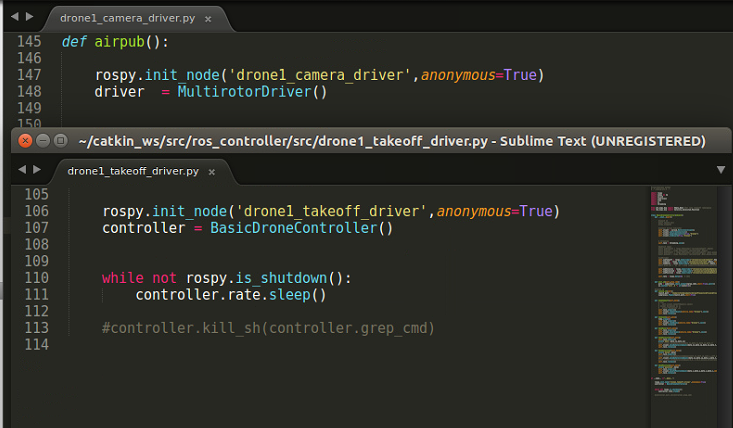 drone1_camera_driver.py ×
145 def airpub():
146
147 rospy.init_node('drone1_camera_driver',anonymous=True)
148 driver  = MultirotorDriver()
149
150
~/catkin_ws/src/ros_controller/src/drone1_takeoff_driver.py - Sublime Text (UNREGISTERED)
drone1_takeoff_driver.py ×
105
106 rospy.init_node('drone1_takeoff_driver',anonymous=True)
107 controller = BasicDroneController()
108
109
110 while not rospy.is_shutdown():
111 controller.rate.sleep()
112
113 #controller.kill_sh(controller.grep_cmd)
114